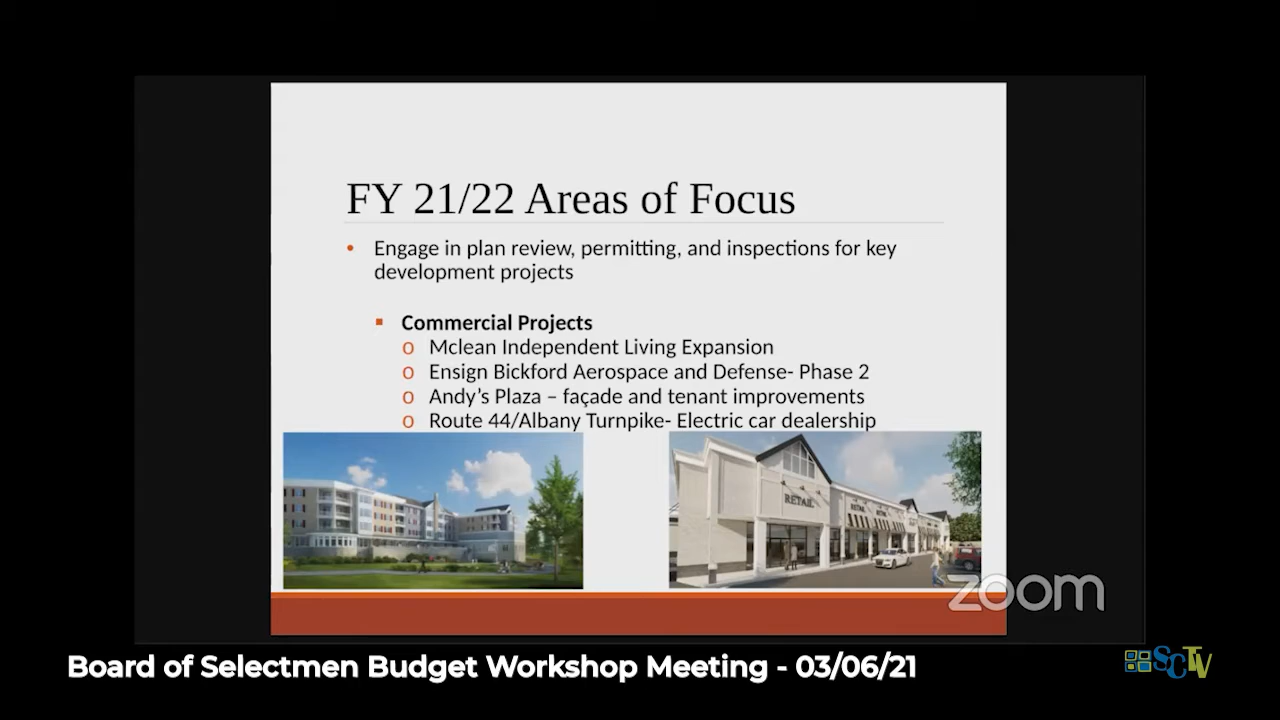 FY 21/22 Areas of Focus
• Engage in plan review, permitting, and inspections for key
development projects
▪ Commercial Projects
o Mclean Independent Living Expansion
o Ensign Bickford Aerospace and Defense- Phase 2
o Andy's Plaza – façade and tenant improvements
o Route 44/Albany Turnpike- Electric car dealership
RETAIL
RETAIL
RETAIL
zoom
Board of Selectmen Budget Workshop Meeting - 03/06/21
SCTV